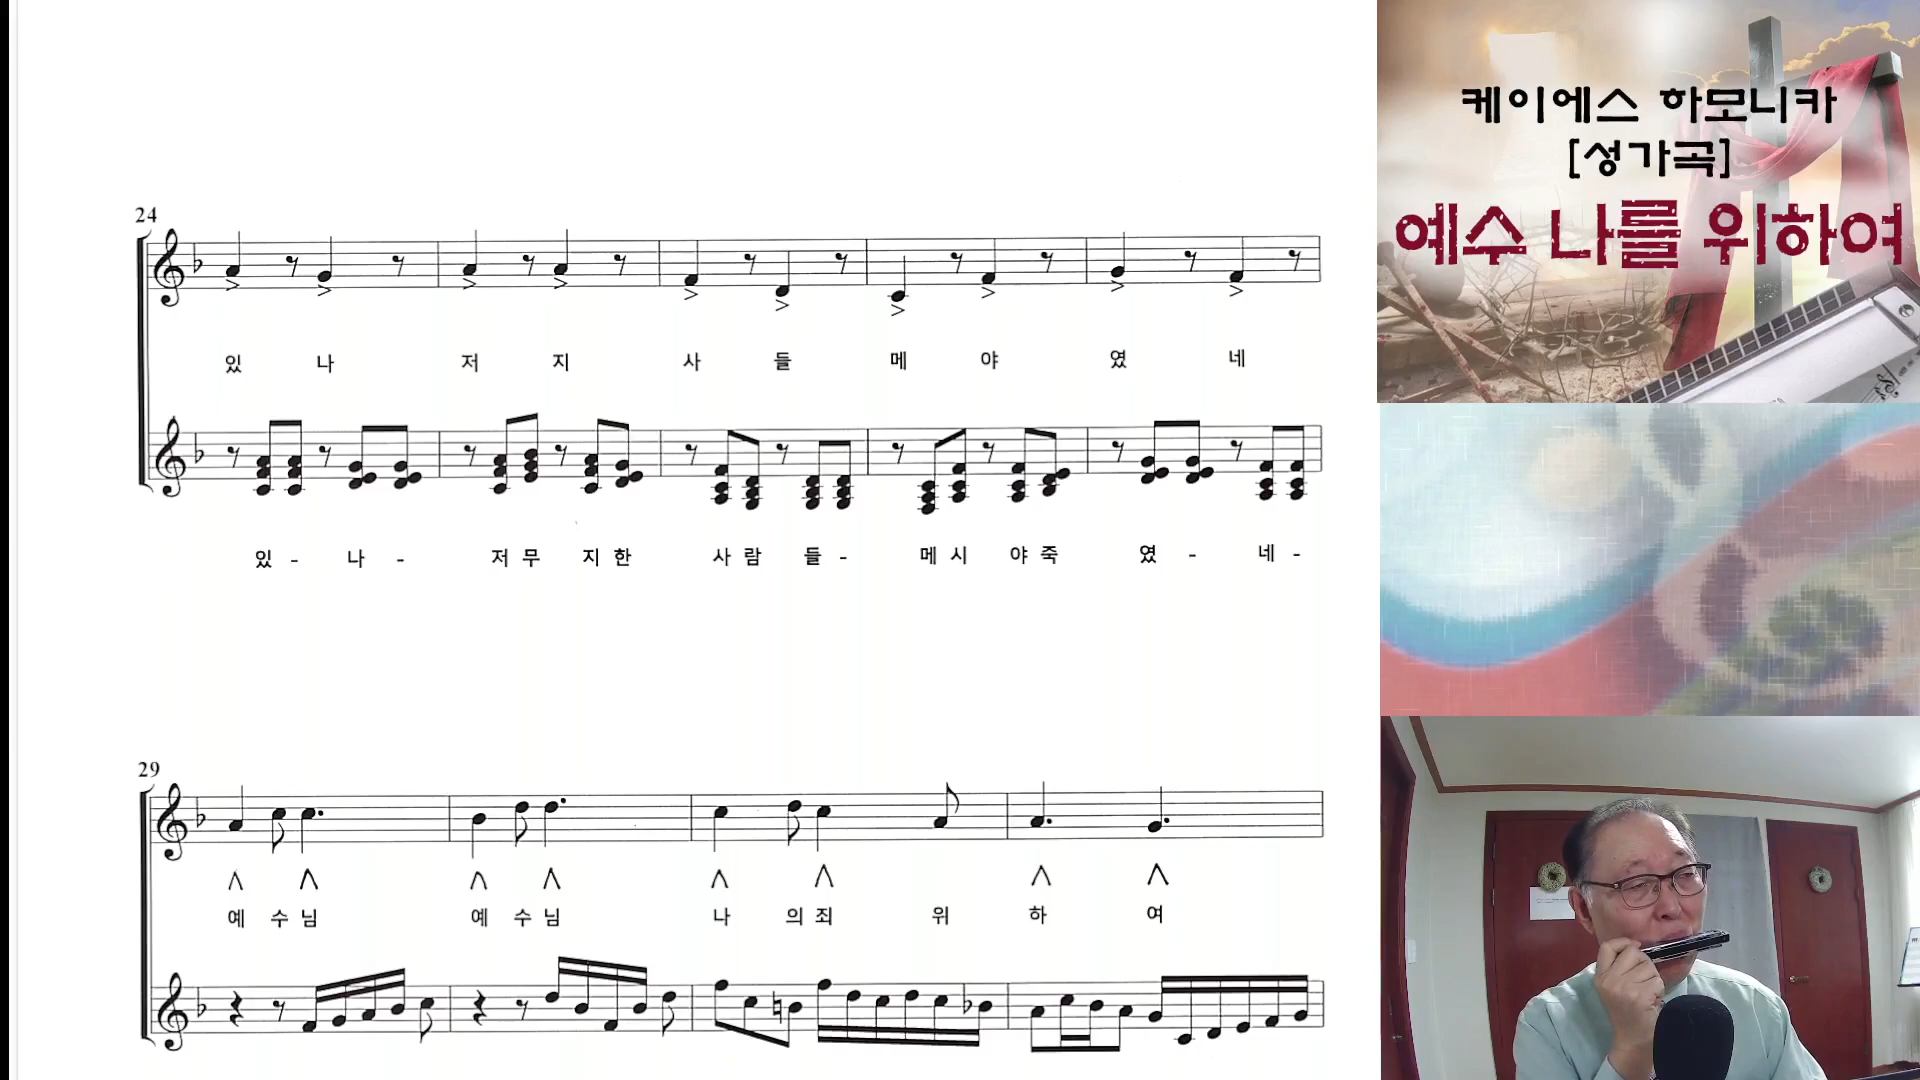 24
있 나 저 지 사 들 메 야 였 네
있 - 나 - 저 무 지 한 사 람 들 - 메 시 야 죽 였 - 네 -
29
예 수 님 예 수 님 나 의 죄 위 하 여
케이에스 하모니카
[성가곡]
예수 나를 위하여